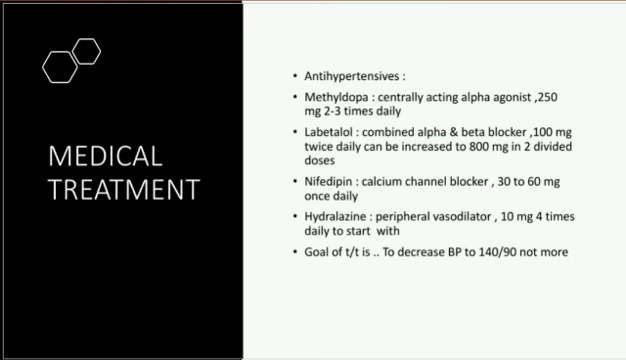 MEDICAL
TREATMENT
• Antihypertensives :
• Methyldopa : centrally acting alpha agonist ,250
mg 2-3 times daily
• Labetalol : combined alpha & beta blocker ,100 mg
twice daily can be increased to 800 mg in 2 divided
doses
• Nifedipin : calcium channel blocker , 30 to 60 mg
once daily
• Hydralazine : peripheral vasodilator , 10 mg 4 times
daily to start  with
• Goal of t/t is .. To decrease BP to 140/90 not more